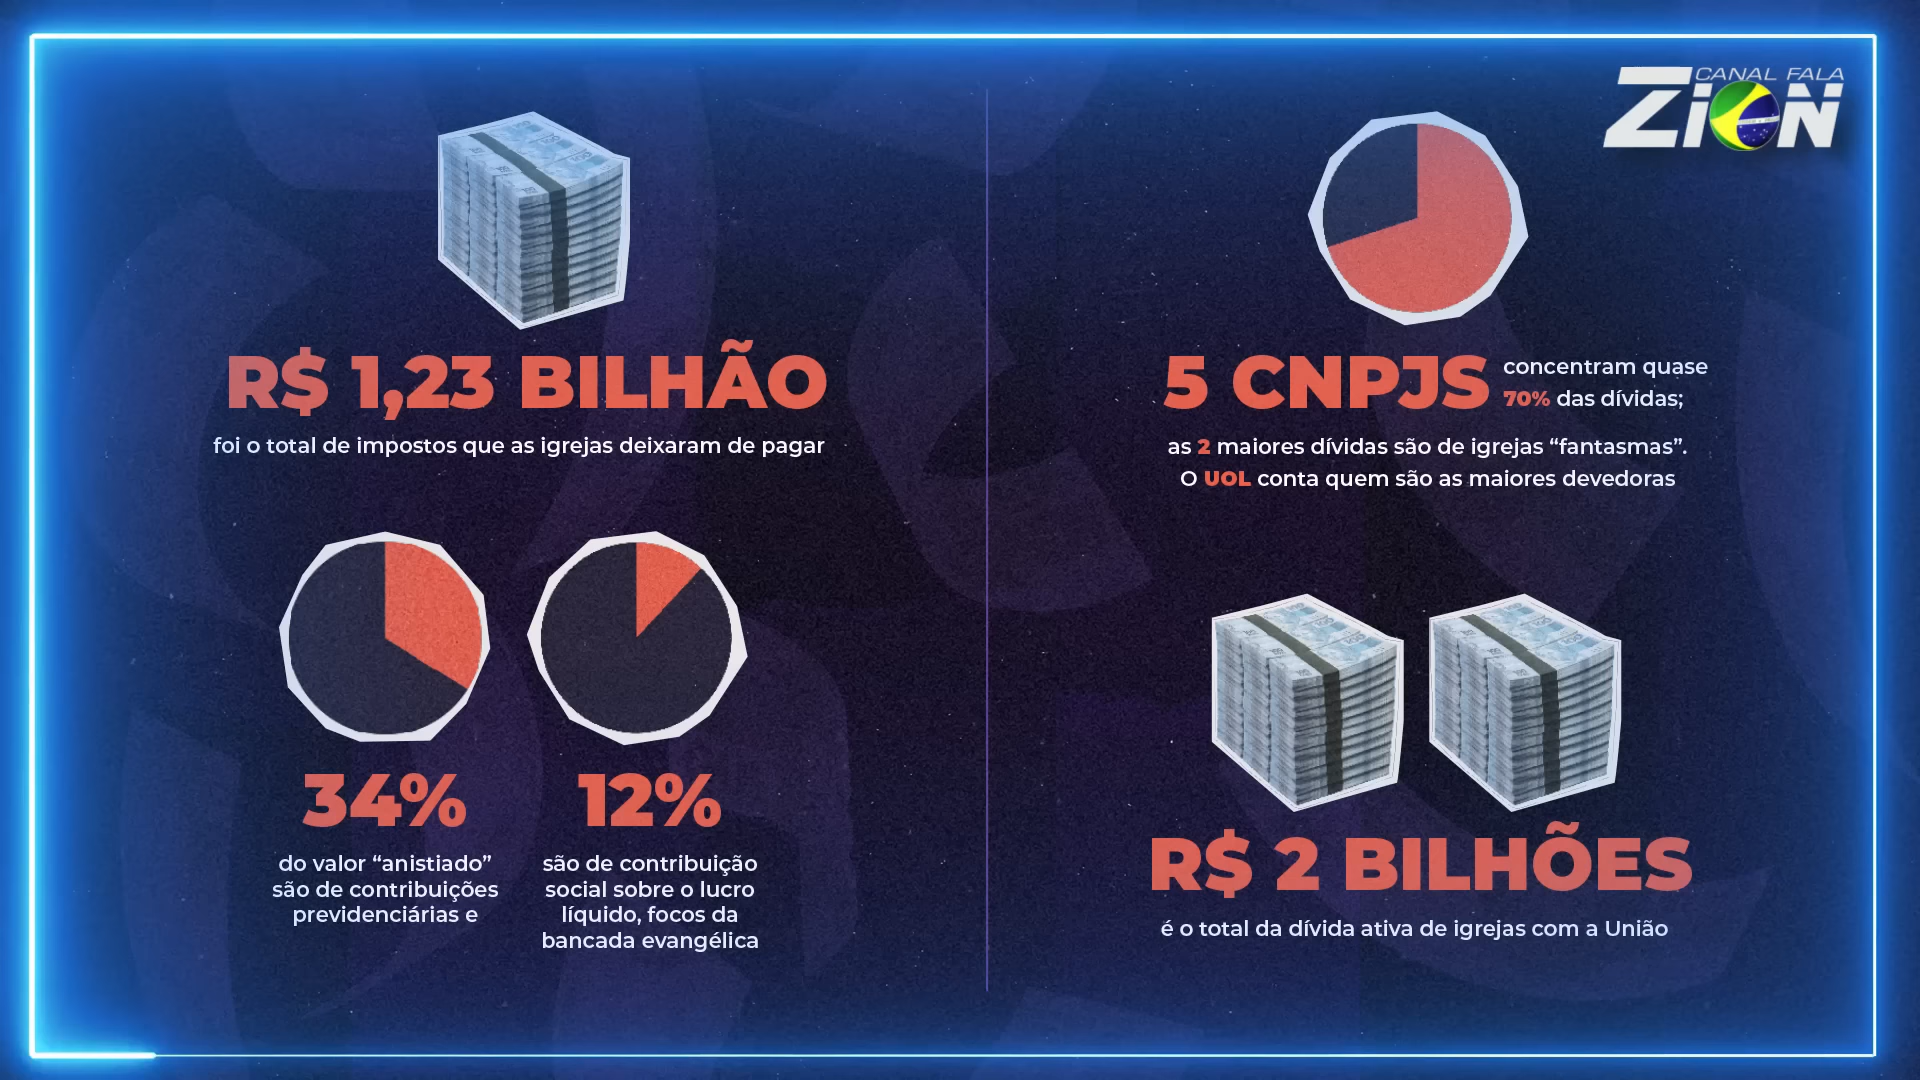 CANAL FALA
ZiON
R$ 1,23 BILHÃO
foi o total de impostos que as igrejas deixaram de pagar
34%
do valor “anistiado”
são de contribuições
previdenciárias e
12%
são de contribuição
social sobre o lucro
líquido, focos da
bancada evangélica
5 CNPJS concentram quase
70% das dívidas;
as 2 maiores dívidas são de igrejas “fantasmas”.
O UOL conta quem são as maiores devedoras
R$ 2 BILHÕES
é o total da dívida ativa de igrejas com a União